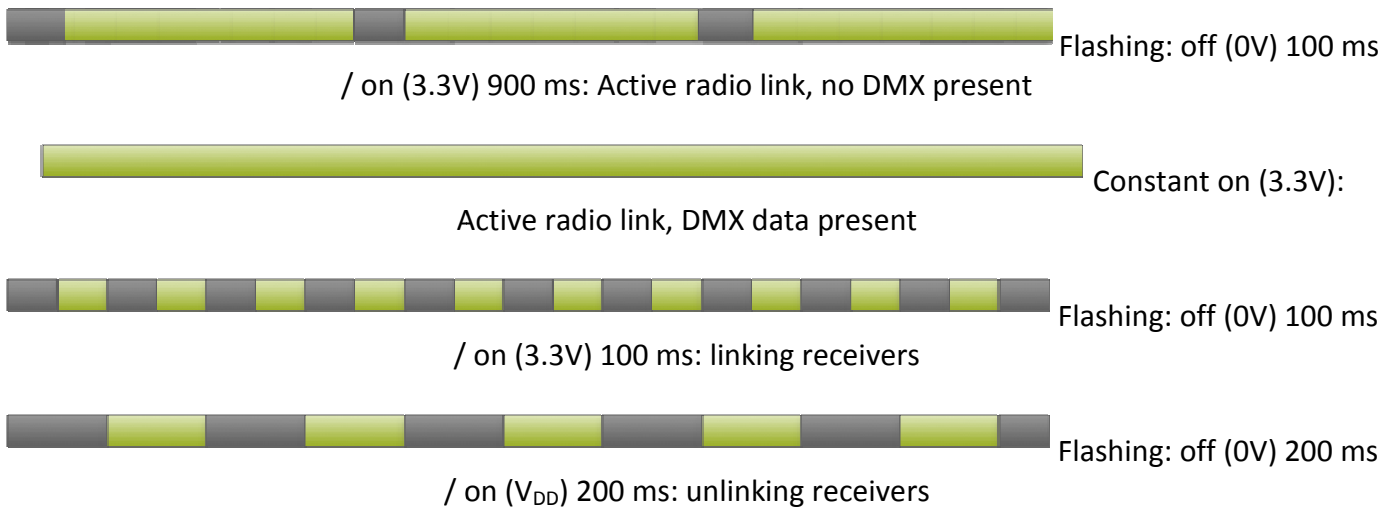 Flashing: off (0V) 100 ms
/ on (3.3V) 900 ms: Active radio link, no DMX present
Constant on (3.3V):
Active radio link, DMX data present
Flashing: off (0V) 100 ms
/ on (3.3V) 100 ms: linking receivers
Flashing: off (0V) 200 ms
/ on (VDD) 200 ms: unlinking receivers